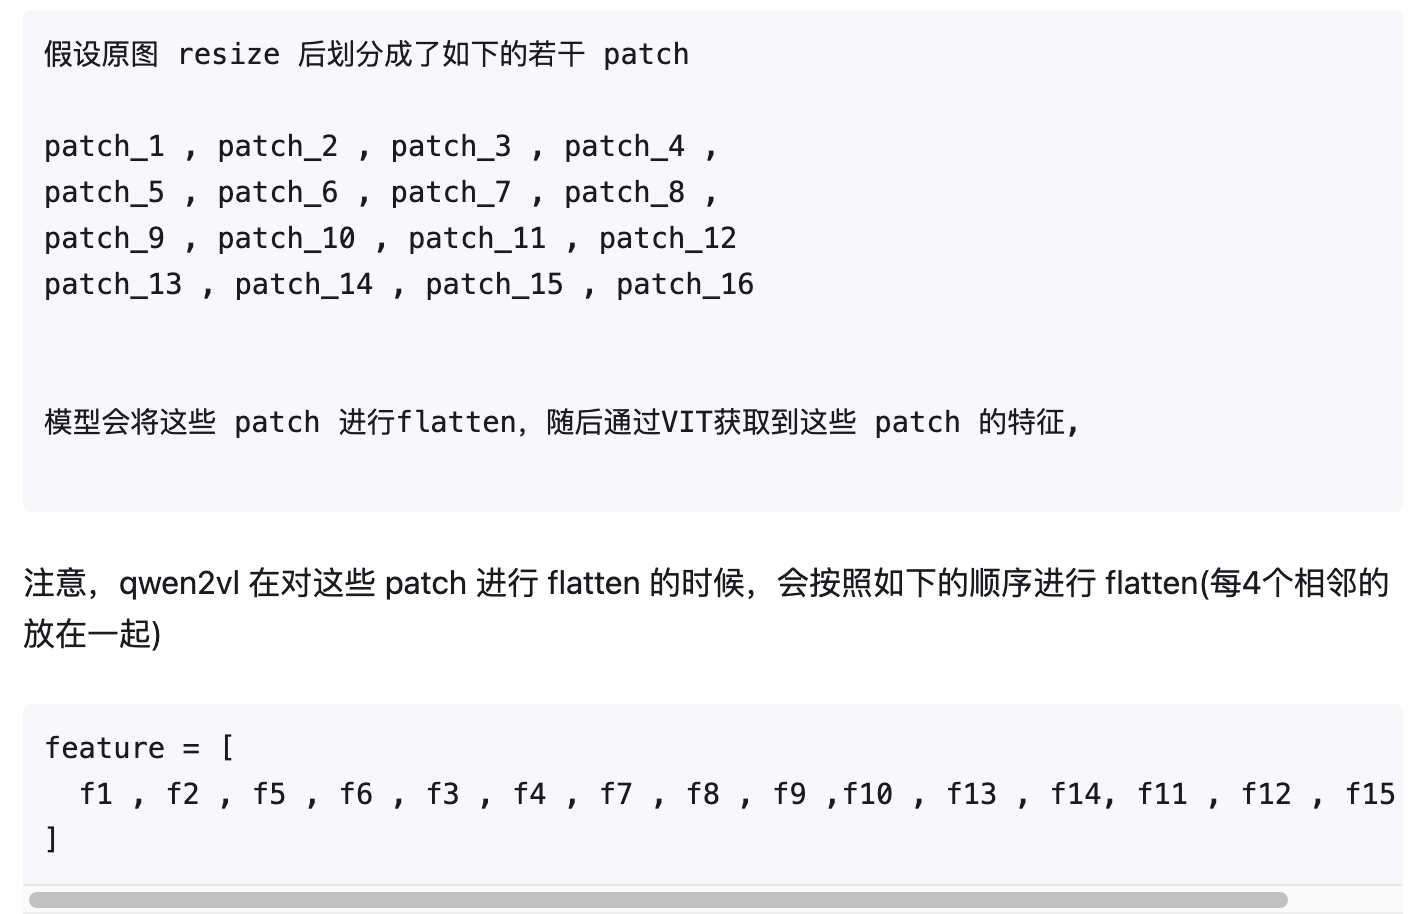 假设原图 resize 后划分成了如下的若干 patch
patch_1 , patch_2 , patch_3 , patch_4 ,
patch_5 , patch_6 , patch_7 , patch_8 ,
patch_9 , patch_10 , patch_11 , patch_12
patch_13 , patch_14 , patch_15 , patch_16
模型会将这些 patch 进行flatten，随后通过VIT获取到这些 patch 的特征,
注意，qwen2vl 在对这些 patch 进行 flatten 的时候，会按照如下的顺序进行 flatten(每4个相邻的
放在一起)
feature = [
f1 , f2 , f5 , f6 , f3 , f4 , f7 , f8 , f9 ,f10 , f13 , f14, f11 , f12 , f15
]